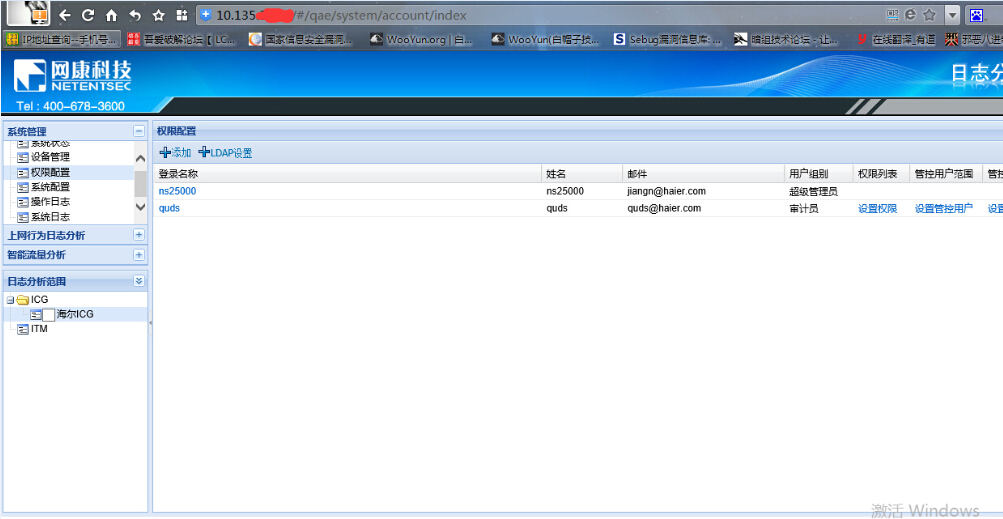 10.135. /#/qae/system/account/index
IP地址查询--手机号... 吾爱破解论坛【 LC... 国家信息安全漏洞... WooYun.org | 白... WooYun(白帽子技... Sebug漏洞信息库: ... 暗组技术论坛 - 让... 在线翻译_有道 邪恶八进
网康科技
NETENTSEC
日志分
Tel : 400-678-3600
系统管理
系统状态
设备管理
权限配置
系统配置
操作日志
系统日志
上网行为日志分析
智能流量分析
日志分析范围
ICG
海尔ICG
ITM
权限配置
添加 LDAP设置
登录名称 姓名 邮件 用户组别 权限列表 管控用户范围 管控
ns25000 ns25000 jiangn@haier.com 超级管理员
quds quds quds@haier.com 审计员 设置权限 设置管控用户 设置
激活 Windows